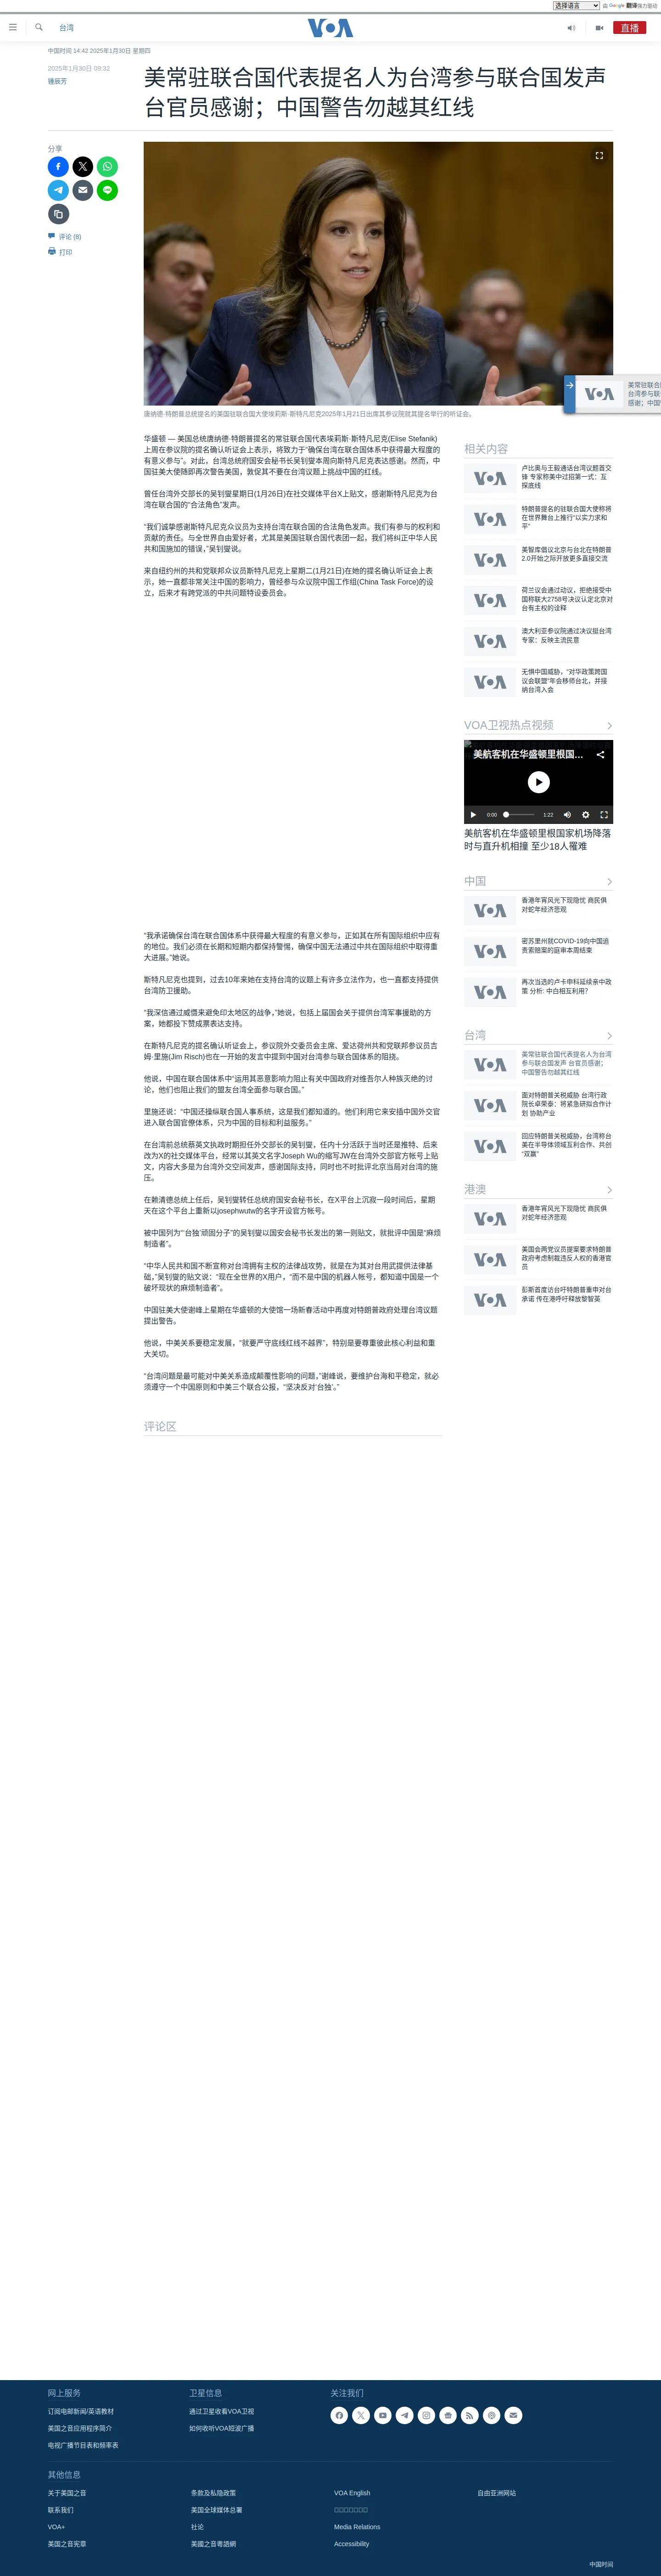 选择语言
由 Google 翻译强力驱动
台湾
VOA
直播
中国时间 14:42 2025年1月30日 星期四
2025年1月30日 09:32
锺辰芳
美常驻联合国代表提名人为台湾参与联合国发声
台官员感谢；中国警告勿越其红线
分享
评论 (8)
打印
唐纳德·特朗普总统提名的美国驻联合国大使埃莉斯·斯特凡尼克2025年1月21日出席其参议院就其提名举行的听证会。
VOA
美常驻联合
台湾参与联
感谢；中国
华盛顿 — 美国总统唐纳德·特朗普提名的常驻联合国代表埃莉斯·斯特凡尼克(Elise Stefanik)
上周在参议院的提名确认听证会上表示，将致力于“确保台湾在联合国体系中获得最大程度的
有意义参与”。对此，台湾总统府国安会秘书长吴钊燮本周向斯特凡尼克表达感谢。然而，中
国驻美大使随即再次警告美国，敦促其不要在台湾议题上挑战中国的红线。
曾任台湾外交部长的吴钊燮星期日(1月26日)在社交媒体平台X上贴文，感谢斯特凡尼克为台
湾在联合国的“合法角色”发声。
“我们诚挚感谢斯特凡尼克众议员为支持台湾在联合国的合法角色发声。我们有参与的权利和
贡献的责任。与全世界自由爱好者，尤其是美国驻联合国代表团一起，我们将纠正中华人民
共和国施加的错误，”吴钊燮说。
来自纽约州的共和党联邦众议员斯特凡尼克上星期二(1月21日)在她的提名确认听证会上表
示，她一直都非常关注中国的影响力，曾经参与众议院中国工作组(China Task Force)的设
立，后来才有跨党派的中共问题特设委员会。
“我承诺确保台湾在联合国体系中获得最大程度的有意义参与，正如其在所有国际组织中应有
的地位。我们必须在长期和短期内都保持警惕，确保中国无法通过中共在国际组织中取得重
大进展。”她说。
斯特凡尼克也提到，过去10年来她在支持台湾的议题上有许多立法作为，也一直都支持提供
台湾防卫援助。
“我深信通过威慑来避免印太地区的战争，”她说，包括上届国会关于提供台湾军事援助的方
案，她都投下赞成票表达支持。
在斯特凡尼克的提名确认听证会上，参议院外交委员会主席、爱达荷州共和党联邦参议员吉
姆·里施(Jim Risch)也在一开始的发言中提到中国对台湾参与联合国体系的阻挠。
他说，中国在联合国体系中“运用其恶意影响力阻止有关中国政府对维吾尔人种族灭绝的讨
论，他们也阻止我们的盟友台湾全面参与联合国。”
里施还说：“中国还操纵联合国人事系统，这是我们都知道的。他们利用它来安插中国外交官
进入联合国官僚体系，只为中国的目标和利益服务。”
在台湾前总统蔡英文执政时期担任外交部长的吴钊燮，任内十分活跃于当时还是推特、后来
改为X的社交媒体平台，经常以其英文名字Joseph Wu的缩写JW在台湾外交部官方帐号上贴
文，内容大多是为台湾外交空间发声，感谢国际支持，同时也不时批评北京当局对台湾的施
压。
在赖清德总统上任后，吴钊燮转任总统府国安会秘书长，在X平台上沉寂一段时间后，星期
天在这个平台上重新以josephwutw的名字开设官方帐号。
被中国列为“‘台独’顽固分子”的吴钊燮以国安会秘书长发出的第一则贴文，就批评中国是“麻烦
制造者”。
“中华人民共和国不断宣称对台湾拥有主权的法律战攻势，就是在为其对台用武提供法律基
础，”吴钊燮的贴文说：“现在全世界的X用户，”而不是中国的机器人帐号，都知道中国是一个
破坏现状的麻烦制造者”。
中国驻美大使谢峰上星期在华盛顿的大使馆一场新春活动中再度对特朗普政府处理台湾议题
提出警告。
他说，中美关系要稳定发展，“就要严守底线红线不越界”，特别是要尊重彼此核心利益和重
大关切。
“台湾问题是最可能对中美关系造成颠覆性影响的问题，”谢峰说，要维护台海和平稳定，就必
须遵守一个中国原则和中美三个联合公报，“坚决反对‘台独’。”
评论区
相关内容
VOA
卢比奥与王毅通话台湾议题首交
锋 专家称美中过招第一式：互
探底线
VOA
特朗普提名的驻联合国大使称将
在世界舞台上推行“以实力求和
平”
VOA
美智库倡议北京与台北在特朗普
2.0开始之际开放更多直接交流
VOA
荷兰议会通过动议，拒绝接受中
国称联大2758号决议认定北京对
台有主权的诠释
VOA
澳大利亚参议院通过决议挺台湾
专家：反映主流民意
VOA
无惧中国威胁，“对华政策跨国
议会联盟”年会移师台北，并接
纳台湾入会
VOA卫视热点视频
美航客机在华盛顿里根国...
0:00
1:22
美航客机在华盛顿里根国家机场降落
时与直升机相撞 至少18人罹难
中国
VOA
香港年宵风光下现隐忧 商民俱
对蛇年经济悲观
VOA
密苏里州就COVID-19向中国追
责索赔案的庭审本周结束
VOA
再次当选的卢卡申科延续亲中政
策 分析: 中白相互利用?
台湾
VOA
美常驻联合国代表提名人为台湾
参与联合国发声 台官员感谢；
中国警告勿越其红线
VOA
面对特朗普关税威胁 台湾行政
院长卓荣泰：将紧急研拟合作计
划 协助产业
VOA
回应特朗普关税威胁，台湾称台
美在半导体领域互利合作、共创
“双赢”
港澳
VOA
香港年宵风光下现隐忧 商民俱
对蛇年经济悲观
VOA
美国会两党议员提案要求特朗普
政府考虑制裁违反人权的香港官
员
VOA
彭斯首度访台吁特朗普重申对台
承诺 传在港呼吁释放黎智英
网上服务
订阅电邮新闻/英语教材
美国之音应用程序简介
电视广播节目表和频率表
卫星信息
通过卫星收看VOA卫视
如何收听VOA短波广播
关注我们
其他信息
关于美国之音
联系我们
VOA+
美国之音宪章
条款及私隐政策
美国全球媒体总署
社论
美國之音粵語網
VOA English
□□□□□□□
Media Relations
Accessibility
自由亚洲网站
中国时间